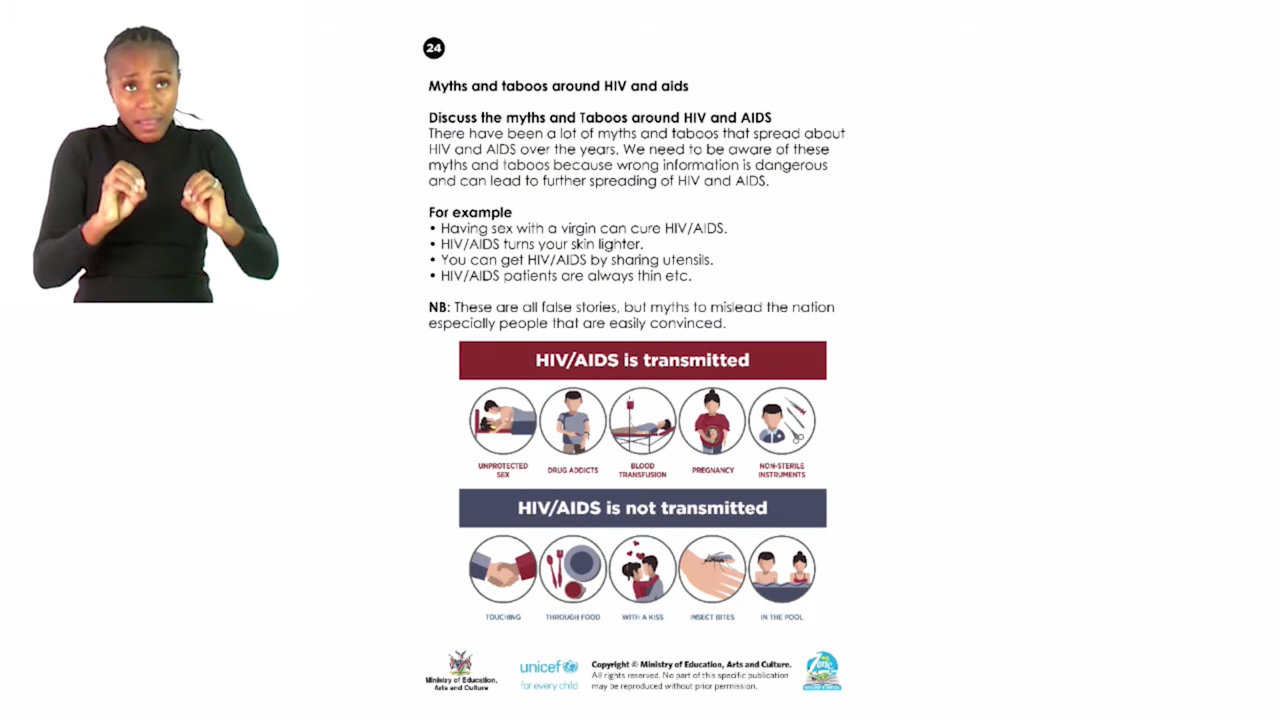 24
Myths and taboos around HIV and aids
Discuss the myths and Taboos around HIV and AIDS
There have been a lot of myths and taboos that spread about
HIV and AIDS over the years. We need to be aware of these
myths and taboos because wrong information is dangerous
and can lead to further spreading of HIV and AIDS.
For example
• Having sex with a virgin can cure HIV/AIDS.
• HIV/AIDS turns your skin lighter.
• You can get HIV/AIDS by sharing utensils.
• HIV/AIDS patients are always thin etc.
NB: These are all false stories, but myths to mislead the nation
especially people that are easily convinced.
HIV/AIDS is transmitted
UNPROTECTED
SEX
DRUG ADDICTS
BLOOD
TRANSFUSION
PREGNANCY
NON-STERILE
INSTRUMENTS
HIV/AIDS is not transmitted
TOUCHING
THROUGH FOOD
WITH A KISS
INSECT BITES
IN THE POOL
Ministry of Education,
Arts and Culture
unicef
for every child
Copyright © Ministry of Education, Arts and Culture.
All rights reserved. No part of this specific publication
may be reproduced without prior permission.